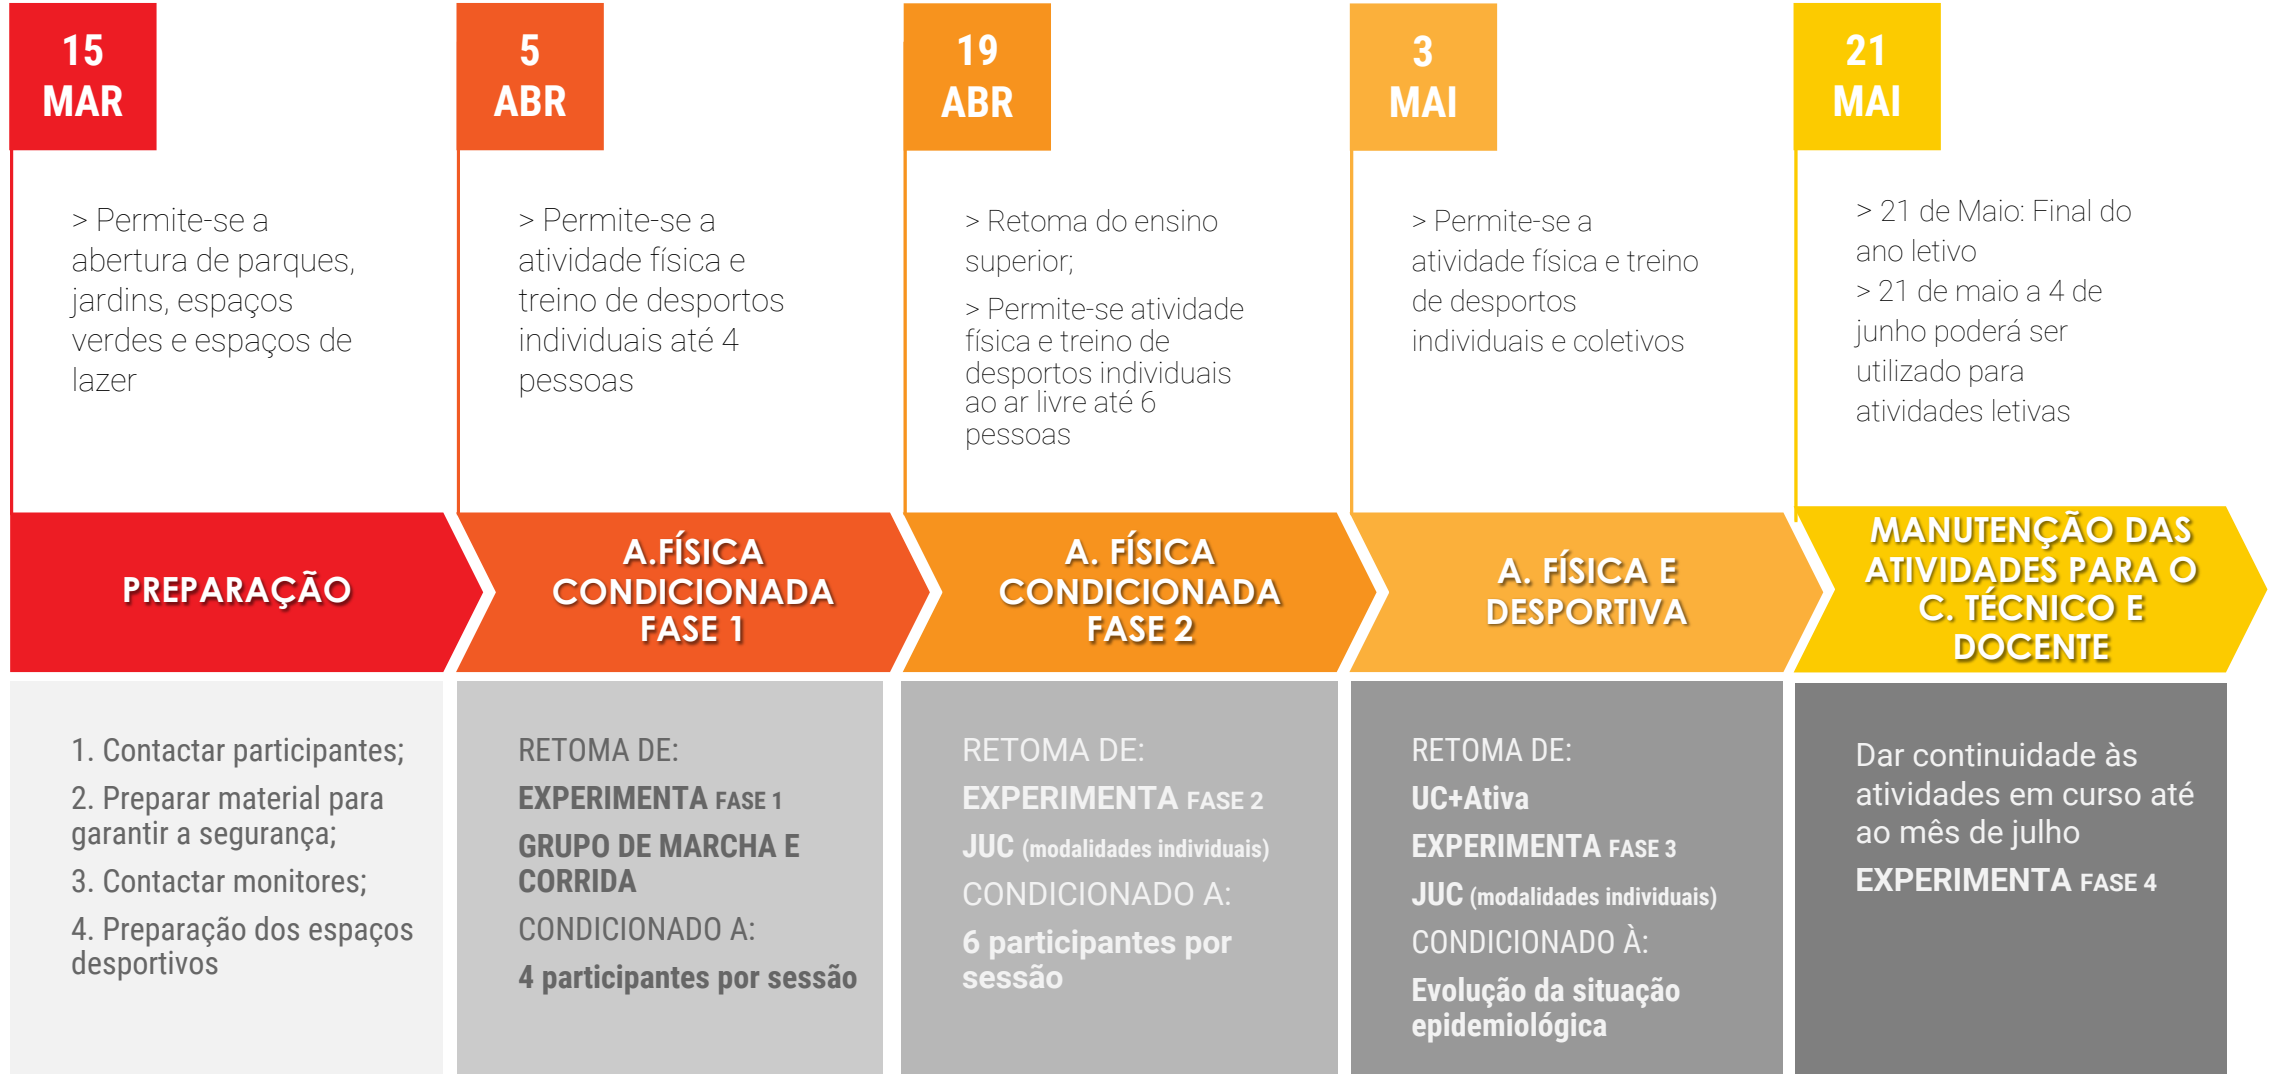 15
MAR
> Permite-se a
abertura de parques,
jardins, espaços
verdes e espaços de
lazer
PREPARAÇÃO
1. Contactar participantes;
2. Preparar material para
garantir a segurança;
3. Contactar monitores;
4. Preparação dos espaços
desportivos
5
ABR
> Permite-se a
atividade física e
treino de desportos
individuais até 4
pessoas
A.FÍSICA
CONDICIONADA
FASE 1
RETOMA DE:
EXPERIMENTA FASE 1
GRUPO DE MARCHA E
CORRIDA
CONDICIONADO A:
4 participantes por sessão
19
ABR
> Retoma do ensino
superior;
> Permite-se atividade
física e treino de
desportos individuais
ao ar livre até 6
pessoas
A. FÍSICA
CONDICIONADA
FASE 2
RETOMA DE:
EXPERIMENTA FASE 2
JUC (modalidades individuais)
CONDICIONADO A:
6 participantes por
sessão
3
MAI
> Permite-se a
atividade física e treino
de desportos
individuais e coletivos
A. FÍSICA E
DESPORTIVA
RETOMA DE:
UC+Ativa
EXPERIMENTA FASE 3
JUC (modalidades individuais)
CONDICIONADO À:
Evolução da situação
epidemiológica
21
MAI
> 21 de Maio: Final do
ano letivo
> 21 de maio a 4 de
junho poderá ser
utilizado para
atividades letivas
MANUTENÇÃO DAS
ATIVIDADES PARA O
C. TÉCNICO E
DOCENTE
Dar continuidade às
atividades em curso até
ao mês de julho
EXPERIMENTA FASE 4